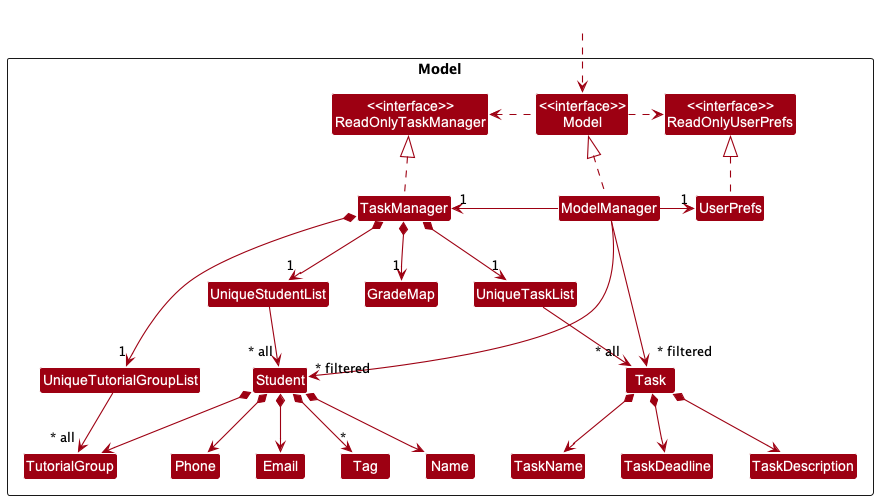 Model
<<interface>>
ReadOnlyTaskManager
<<interface>>
Model
<<interface>>
ReadOnlyUserPrefs
TaskManager
1
ModelManager
1
UserPrefs
1
1
1
UniqueStudentList
GradeMap
UniqueTaskList
1
* all
* filtered
* all
* filtered
UniqueTutorialGroupList
Student
Task
* all
*
TutorialGroup
Phone
Email
Tag
Name
TaskName
TaskDeadline
TaskDescription